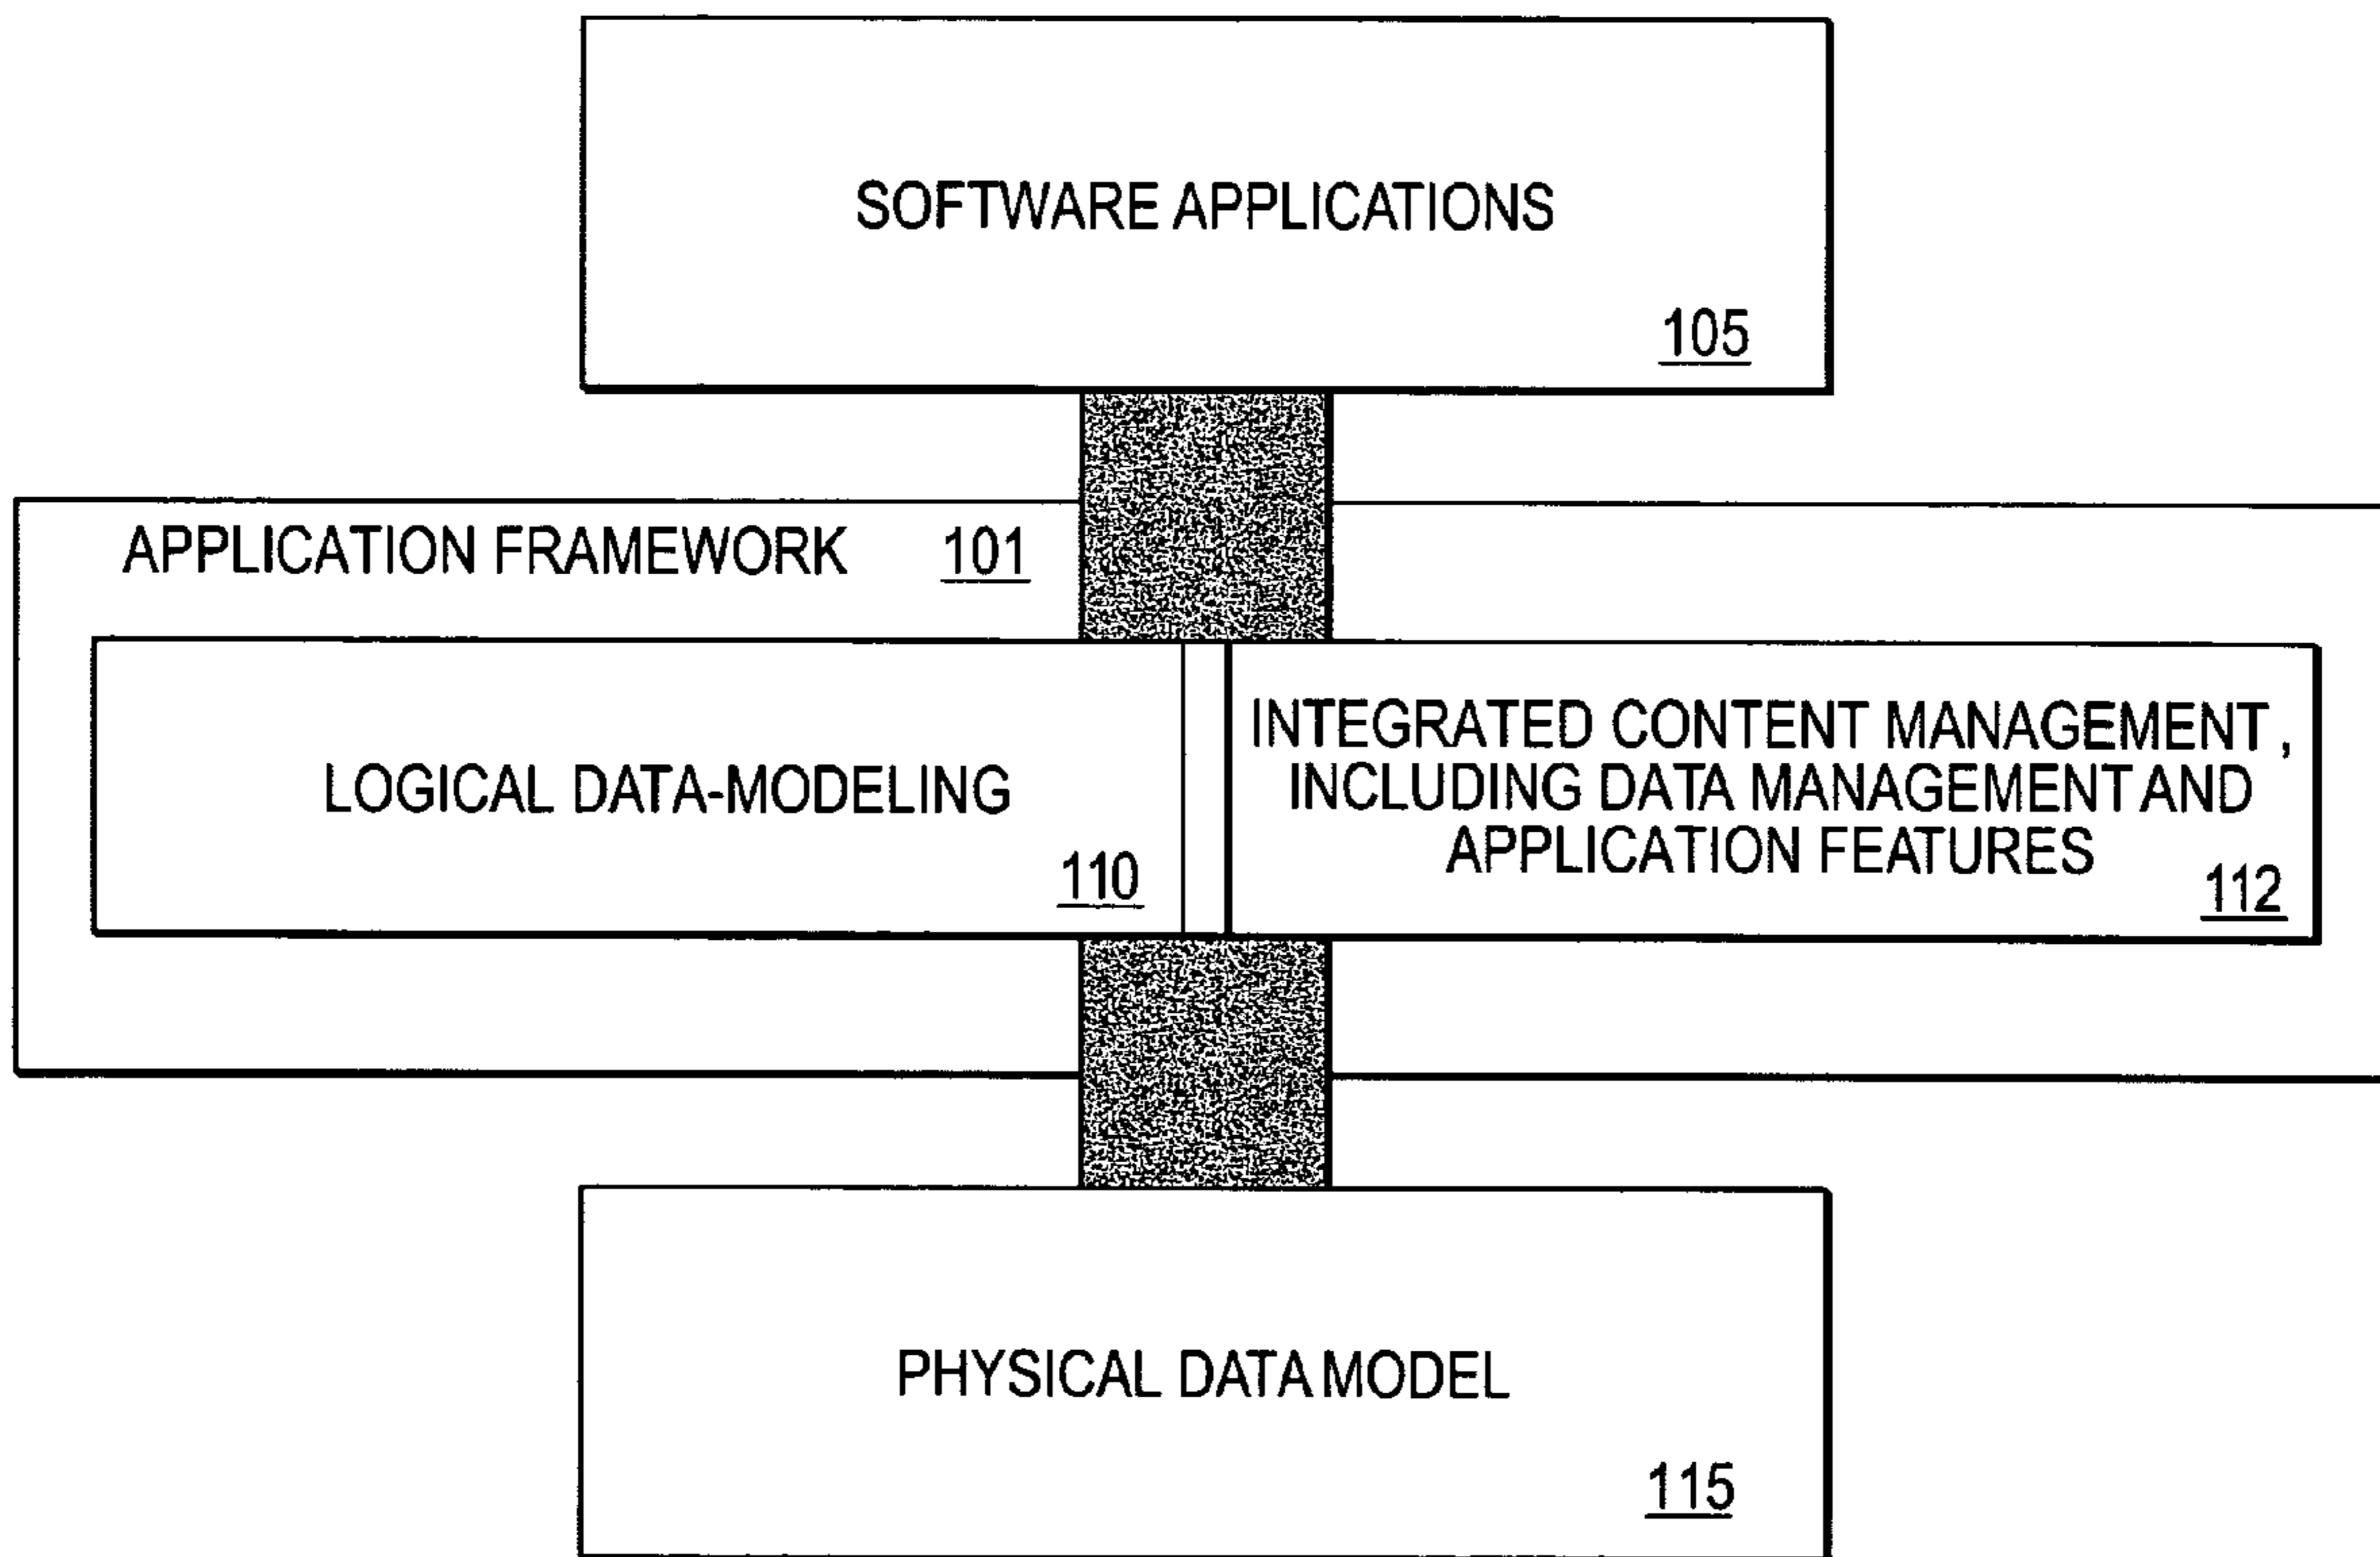 SOFTWARE APPLICATIONS
105
APPLICATION FRAMEWORK 101
LOGICAL DATA-MODELING
110
INTEGRATED CONTENT MANAGEMENT ,
INCLUDING DATA MANAGEMENT AND
APPLICATION FEATURES
112
PHYSICAL DATA MODEL
115